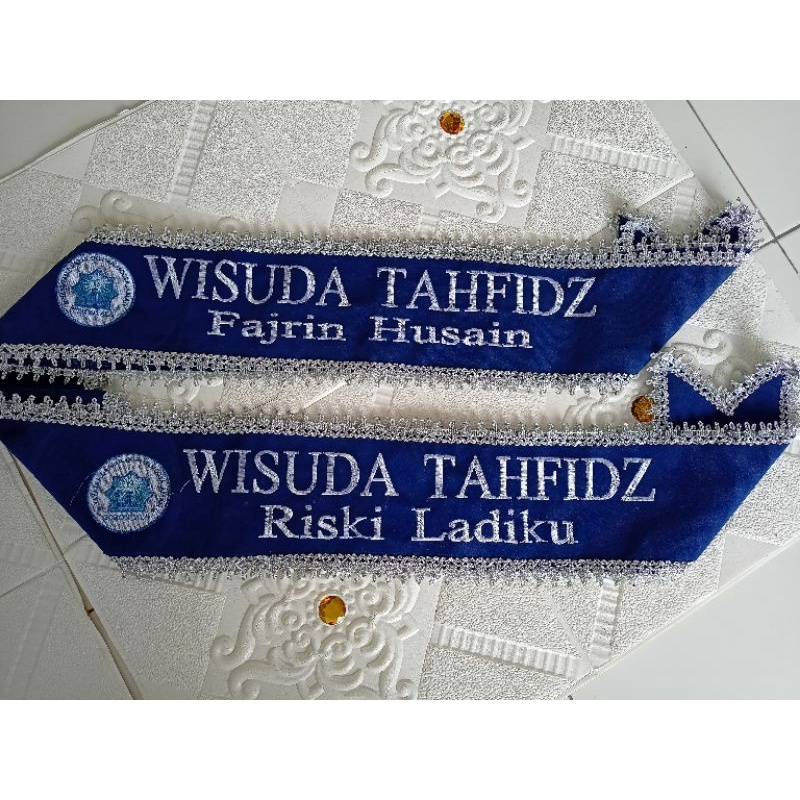 WISUDA TAHFIDZ
Fajrin Husain
WISUDA TAHFIDZ
Riski Ladiku